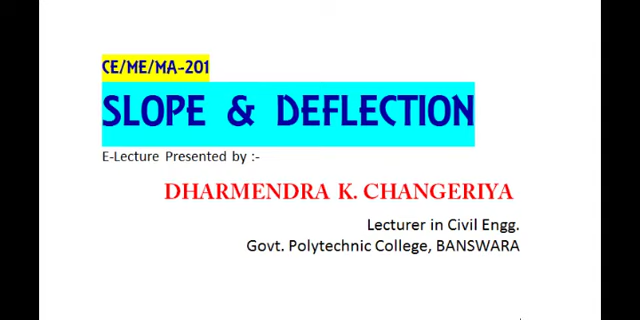 CE/ME/MA-201
SLOPE & DEFLECTION
E-Lecture Presented by :-
DHARMENDRA K. CHANGERIYA
Lecturer in Civil Engg.
Govt. Polytechnic College, BANSWARA